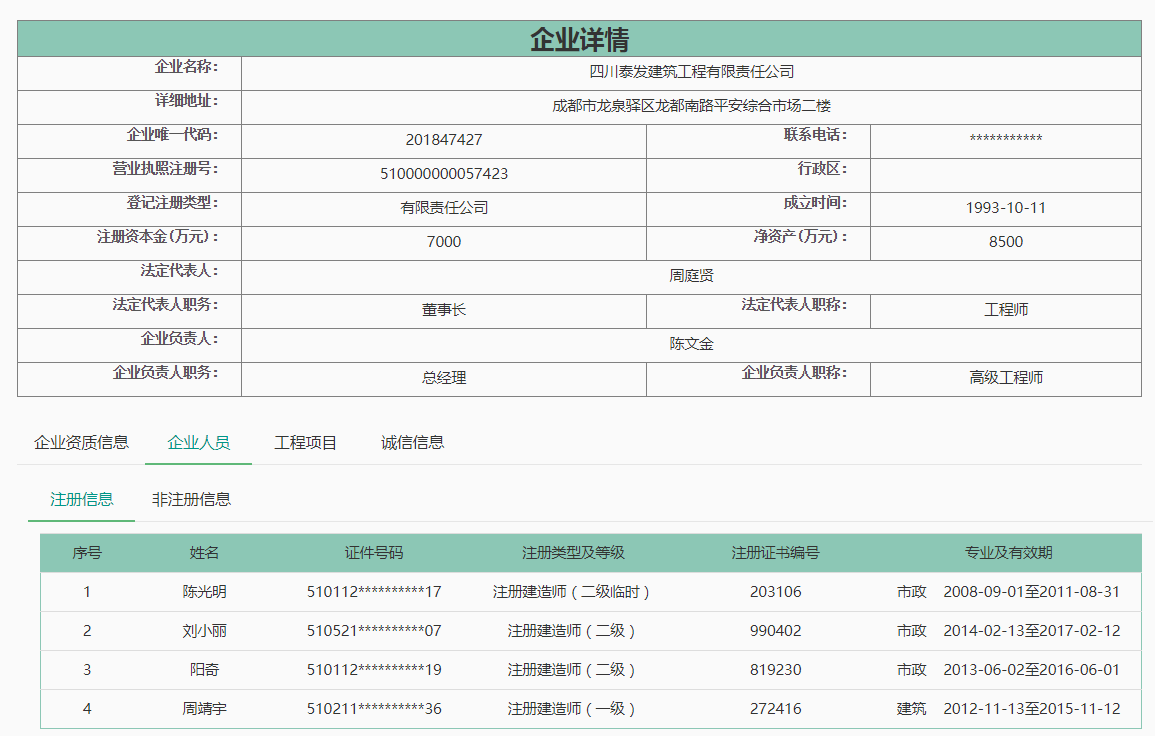 企业详情
企业名称： 四川泰发建筑工程有限责任公司
详细地址： 成都市龙泉驿区龙都南路平安综合市场二楼
企业唯一代码： 201847427 联系电话： ***********
营业执照注册号： 510000000057423 行政区：
登记注册类型： 有限责任公司 成立时间： 1993-10-11
注册资本金(万元)： 7000 净资产(万元)： 8500
法定代表人： 周庭贤
法定代表人职务： 董事长 法定代表人职称： 工程师
企业负责人： 陈文金
企业负责人职务： 总经理 企业负责人职称： 高级工程师
企业资质信息 企业人员 工程项目 诚信信息
注册信息 非注册信息
序号 姓名 证件号码 注册类型及等级 注册证书编号 专业及有效期
1 陈光明 510112**********17 注册建造师（二级临时） 203106 市政 2008-09-01至2011-08-31
2 刘小丽 510521**********07 注册建造师（二级） 990402 市政 2014-02-13至2017-02-12
3 阳奇 510112**********19 注册建造师（二级） 819230 市政 2013-06-02至2016-06-01
4 周靖宇 510211**********36 注册建造师（一级） 272416 建筑 2012-11-13至2015-11-12